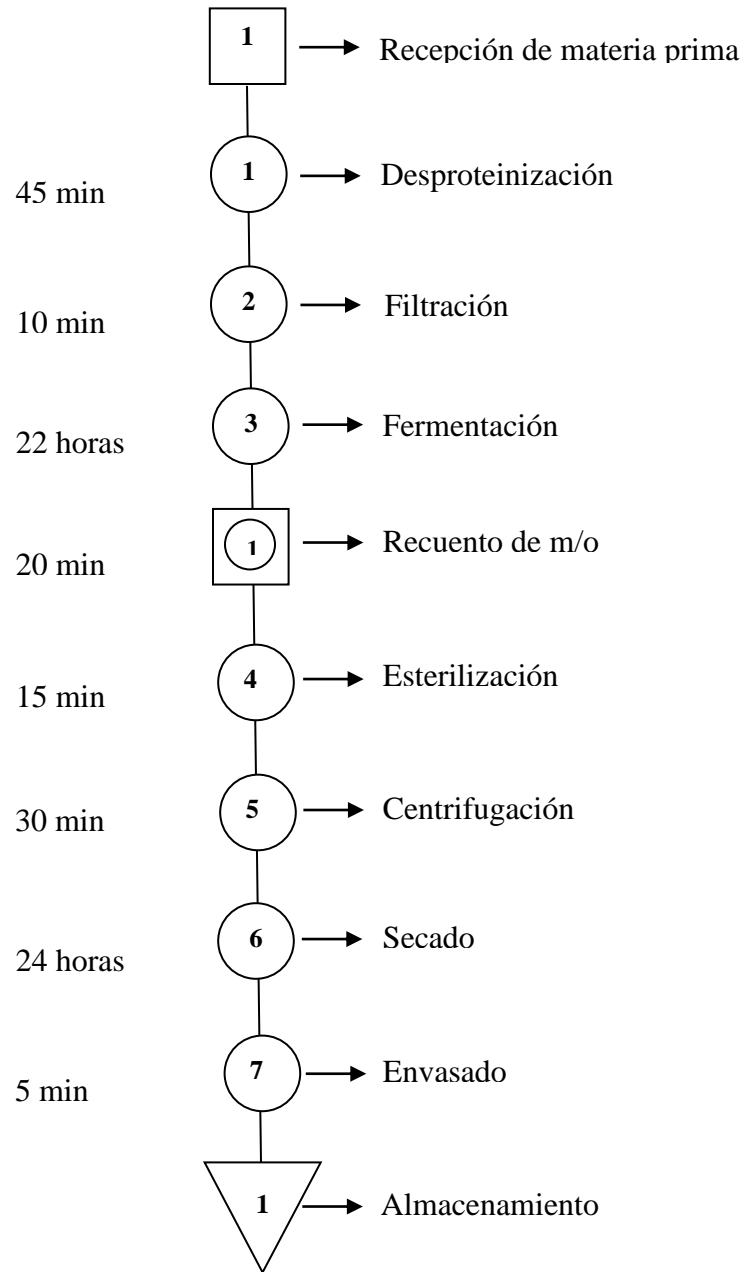 1 Recepción de materia prima
1 Desproteinización
45 min
2 Filtración
10 min
3 Fermentación
22 horas
1 Recuento de m/o
20 min
4 Esterilización
15 min
5 Centrifugación
30 min
6 Secado
24 horas
7 Envasado
5 min
1 Almacenamiento